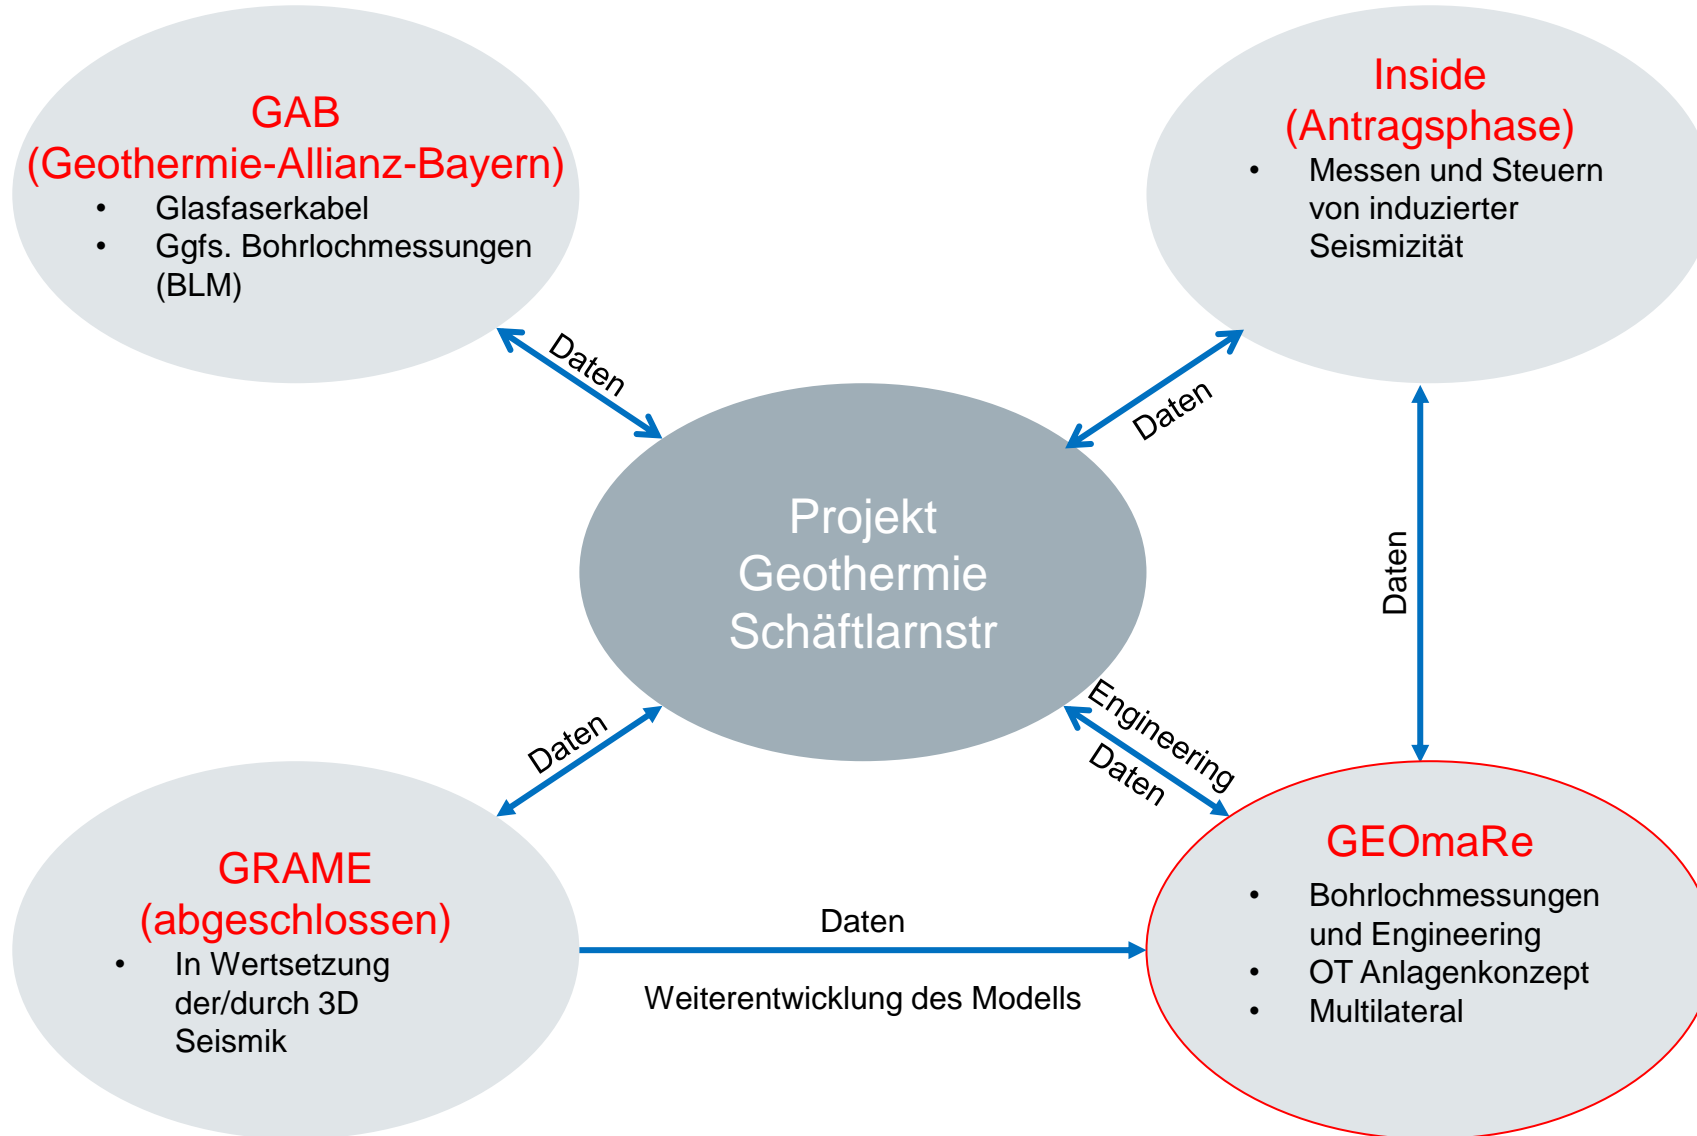 GAB
(Geothermie-Allianz-Bayern)
• Glasfaserkabel
• Ggfs. Bohrlochmessungen
(BLM)
Inside
(Antragsphase)
• Messen und Steuern
von induzierter
Seismizität
Daten
Daten
Projekt
Geothermie
Schäftlarnstr
Daten
Daten
Engineering
Daten
GRAME
(abgeschlossen)
• In Wertsetzung
der/durch 3D
Seismik
Daten
Weiterentwicklung des Modells
GEOmaRe
• Bohrlochmessungen
und Engineering
• OT Anlagenkonzept
• Multilateral